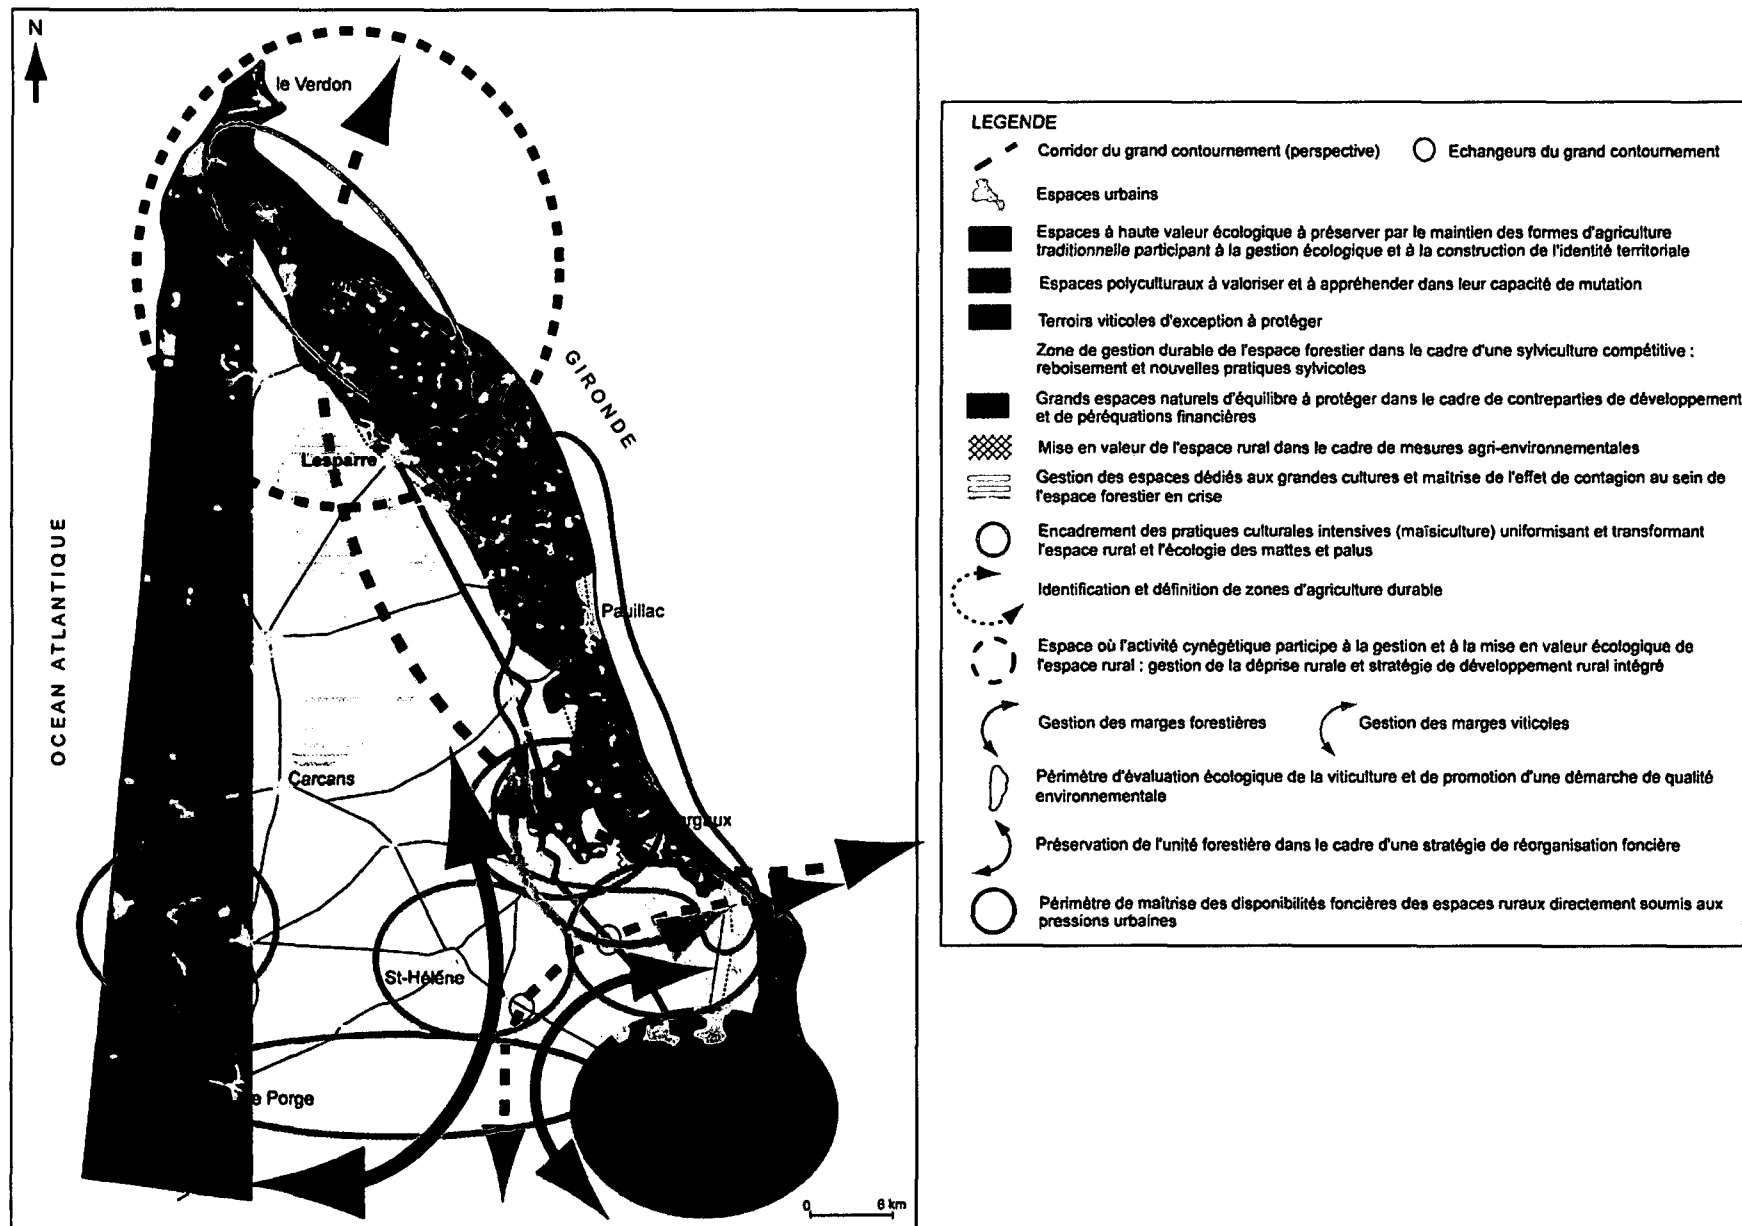 N
le Verdon
GIRONDE
Lesparre
OCEAN ATLANTIQUE
Pauillac
Carcans
St-Héléne
Porge
0 6 km
LEGENDE
Corridor du grand contournement (perspective)
Echangeurs du grand contournement
Espaces urbains
Espaces à haute valeur écologique à préserver par le maintien des formes d'agriculture
traditionnelle participant à la gestion écologique et à la construction de l'identité territoriale
Espaces polyculturaux à valoriser et à appréhender dans leur capacité de mutation
Terroirs viticoles d'exception à protéger
Zone de gestion durable de l'espace forestier dans le cadre d'une sylviculture compétitive :
reboisement et nouvelles pratiques sylvicoles
Grands espaces naturels d'équilibre à protéger dans le cadre de contreparties de développement
et de péréquations financières
Mise en valeur de l'espace rural dans le cadre de mesures agri-environnementales
Gestion des espaces dédiés aux grandes cultures et maîtrise de l'effet de contagion au sein de
l'espace forestier en crise
Encadrement des pratiques culturales intensives (maïsiculture) uniformisant et transformant
l'espace rural et l'écologie des mattes et palus
Identification et définition de zones d'agriculture durable
Espace où l'activité cynégétique participe à la gestion et à la mise en valeur écologique de
l'espace rural : gestion de la déprise rurale et stratégie de développement rural intégré
Gestion des marges forestières
Gestion des marges viticoles
Périmètre d'évaluation écologique de la viticulture et de promotion d'une démarche de qualité
environnementale
Préservation de l'unité forestière dans le cadre d'une stratégie de réorganisation foncière
Périmètre de maîtrise des disponibilités foncières des espaces ruraux directement soumis aux
pressions urbaines